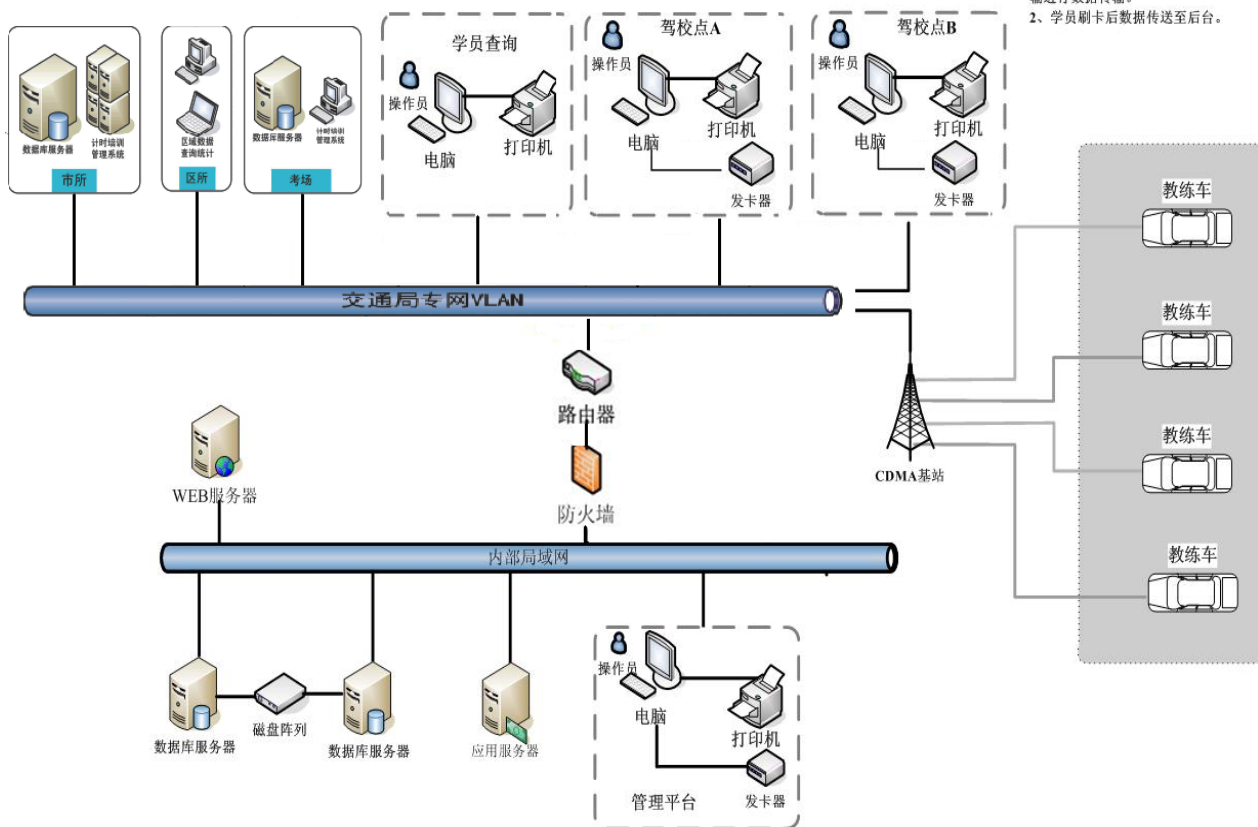 输进行数据传输。
2、学员刷卡后数据传送至后台。
数据库服务器
计时培训
管理系统
市所
区域数据
查询统计
区所
数据库服务器
计时培训
管理系统
考场
学员查询
操作员
电脑
打印机
驾校点A
操作员
电脑
打印机
发卡器
驾校点B
操作员
电脑
打印机
发卡器
教练车
教练车
教练车
教练车
交通局专网VLAN
路由器
CDMA基站
WEB服务器
防火墙
内部局域网
数据库服务器
磁盘阵列
数据库服务器
应用服务器
操作员
电脑
打印机
管理平台
发卡器